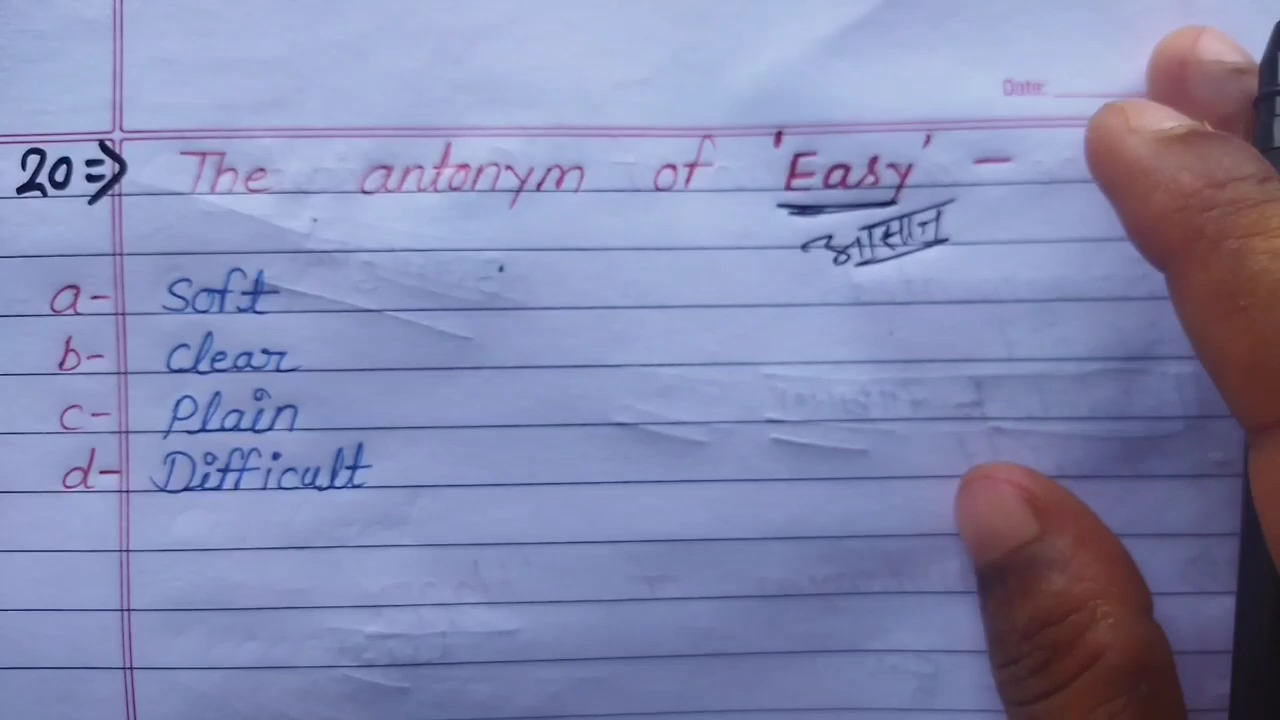 Date:
20⇒ The antonym of 'Easy' –
आसान
a- Soft
b- Clear
c- Plain
d- Difficult